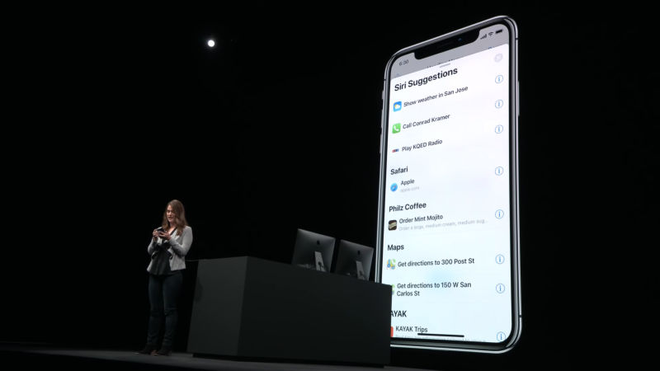 Siri Suggestions
Show weather in San Jose
Call Conrad Kramer
Play KQED Radio
Safari
Apple
Philz Coffee
Order Mint Mojito
Maps
Get directions to 300 Post St
Get directions to 150 W San
Carlos St
KAYAK
KAYAK Trips